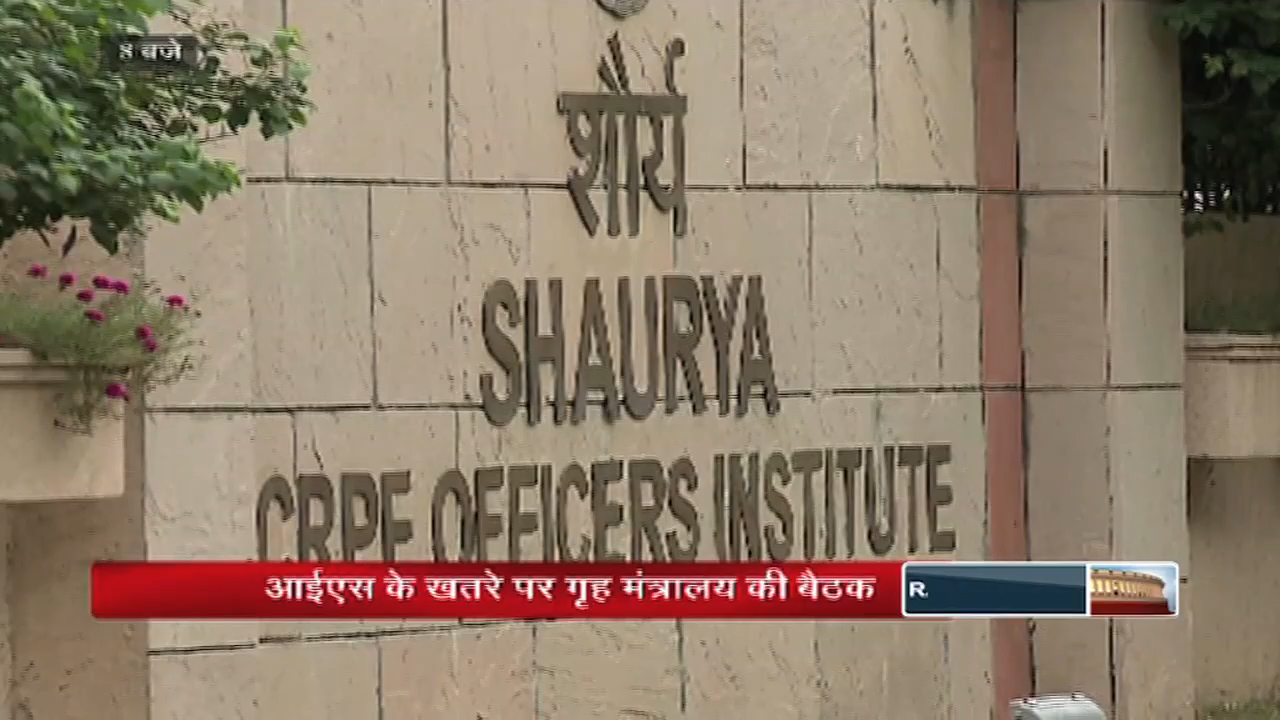 8 बजे
शौर्य
SHAURYA
CRPF OFFICERS INSTITUTE
आईएस के खतरे पर गृह मंत्रालय की बैठक
R.